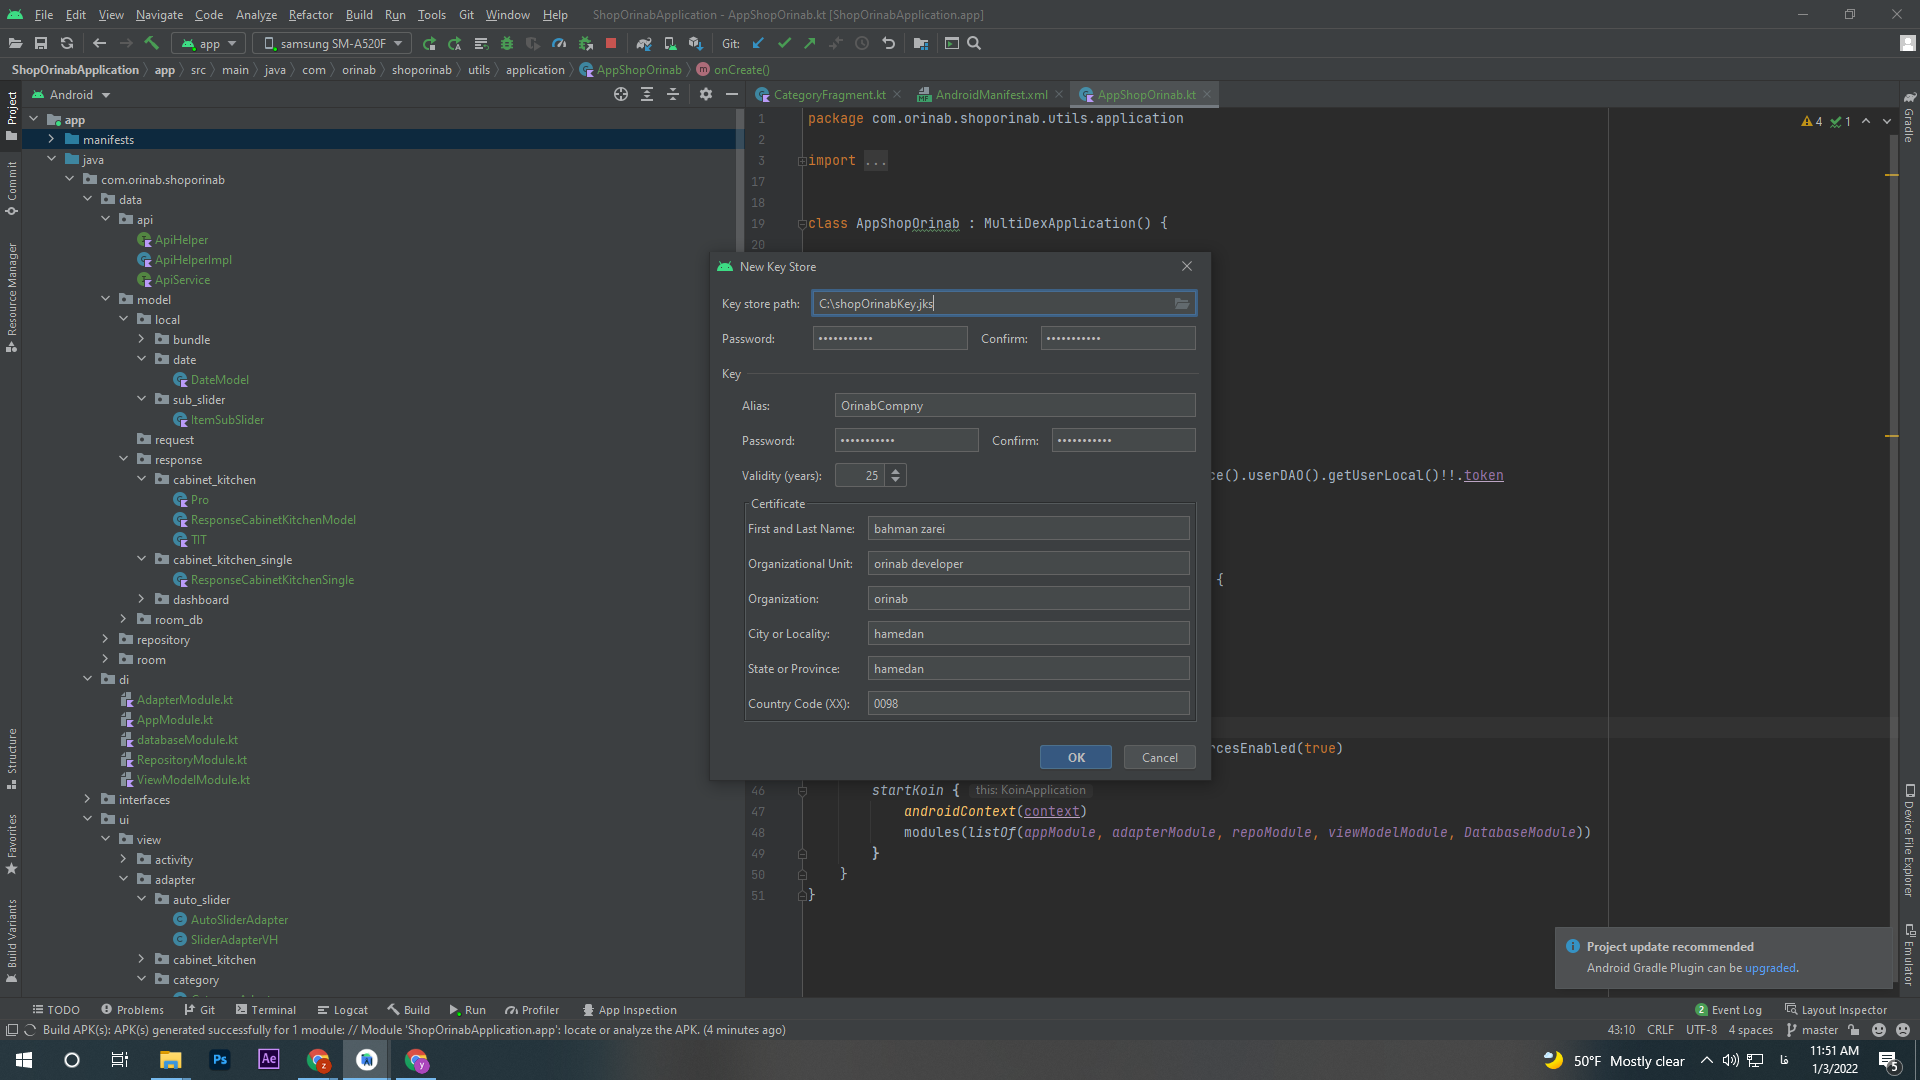 File Edit View Navigate Code Analyze Refactor Build Run Tools Git Window Help ShopOrinabApplication - AppShopOrinab.kt [ShopOrinabApplication.app]
app samsung SM-A520F Git:
ShopOrinabApplication app src main java com orinab shoporinab utils application AppShopOrinab onCreate()
Android
CategoryFragment.kt AndroidManifest.xml AppShopOrinab.kt
Project
Commit
Resource Manager
Structure
Favorites
Build Variants
app
manifests
java
com.orinab.shoporinab
data
api
ApiHelper
ApiHelperImpl
ApiService
model
local
bundle
date
DateModel
sub_slider
ItemSubSlider
request
response
cabinet_kitchen
Pro
ResponseCabinetKitchenModel
TIT
cabinet_kitchen_single
ResponseCabinetKitchenSingle
dashboard
room_db
repository
room
di
AdapterModule.kt
AppModule.kt
databaseModule.kt
RepositoryModule.kt
ViewModelModule.kt
interfaces
ui
view
activity
adapter
auto_slider
AutoSliderAdapter
SliderAdapterVH
cabinet_kitchen
category
1 package com.orinab.shoporinab.utils.application
4 1
2
3 import ...
17
18
19 class AppShopOrinab : MultiDexApplication() {
20
New Key Store
Key store path: C:\shopOrinabKey.jks
Password: ••••••••••• Confirm: •••••••••••
Key
Alias: OrinabCompny
Password: ••••••••••• Confirm: •••••••••••
Validity (years): 25
Certificate
First and Last Name: bahman zarei
Organizational Unit: orinab developer
Organization: orinab
City or Locality: hamedan
State or Province: hamedan
Country Code (XX): 0098
OK Cancel
ce().userDAO().getUserLocal()!!.token
{
rcesEnabled(true)
46 startKoin { this: KoinApplication
47 androidContext(context)
48 modules(listOf(appModule, adapterModule, repoModule, viewModelModule, DatabaseModule))
49 }
50 }
51 }
Gradle
Device File Explorer
Emulator
Project update recommended
Android Gradle Plugin can be upgraded.
TODO Problems Git Terminal Logcat Build Run Profiler App Inspection 2 Event Log Layout Inspector
Build APK(s): APK(s) generated successfully for 1 module: // Module 'ShopOrinabApplication.app': locate or analyze the APK. (4 minutes ago) 43:10 CRLF UTF-8 4 spaces master
Ps Ae z y 50°F Mostly clear فا 11:51 AM
1/3/2022 5